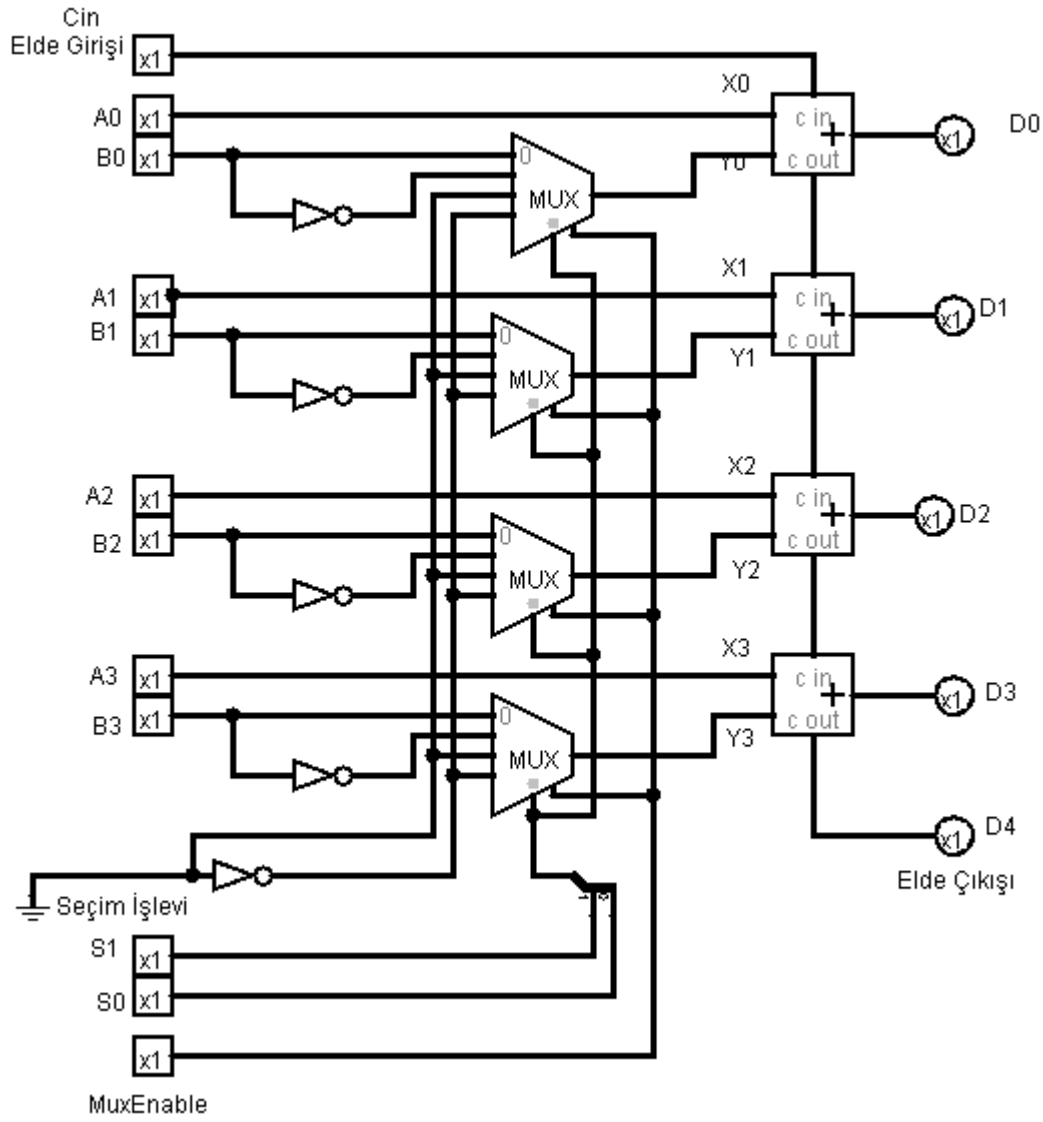 Cin
Elde Girişi
x1
X0
A0 x1
c in
+
x1
D0
B0 x1
0
Y0
c out
MUX
X1
A1 x1
c in
+
x1
D1
B1 x1
0
Y1
c out
MUX
X2
A2 x1
c in
+
x1
D2
B2 x1
0
c out
MUX
Y2
X3
A3 x1
c in
+
x1
D3
B3 x1
0
Y3
c out
MUX
x1
D4
Elde Çıkışı
Seçim İşlevi
S1 x1
S0 x1
x1
MuxEnable